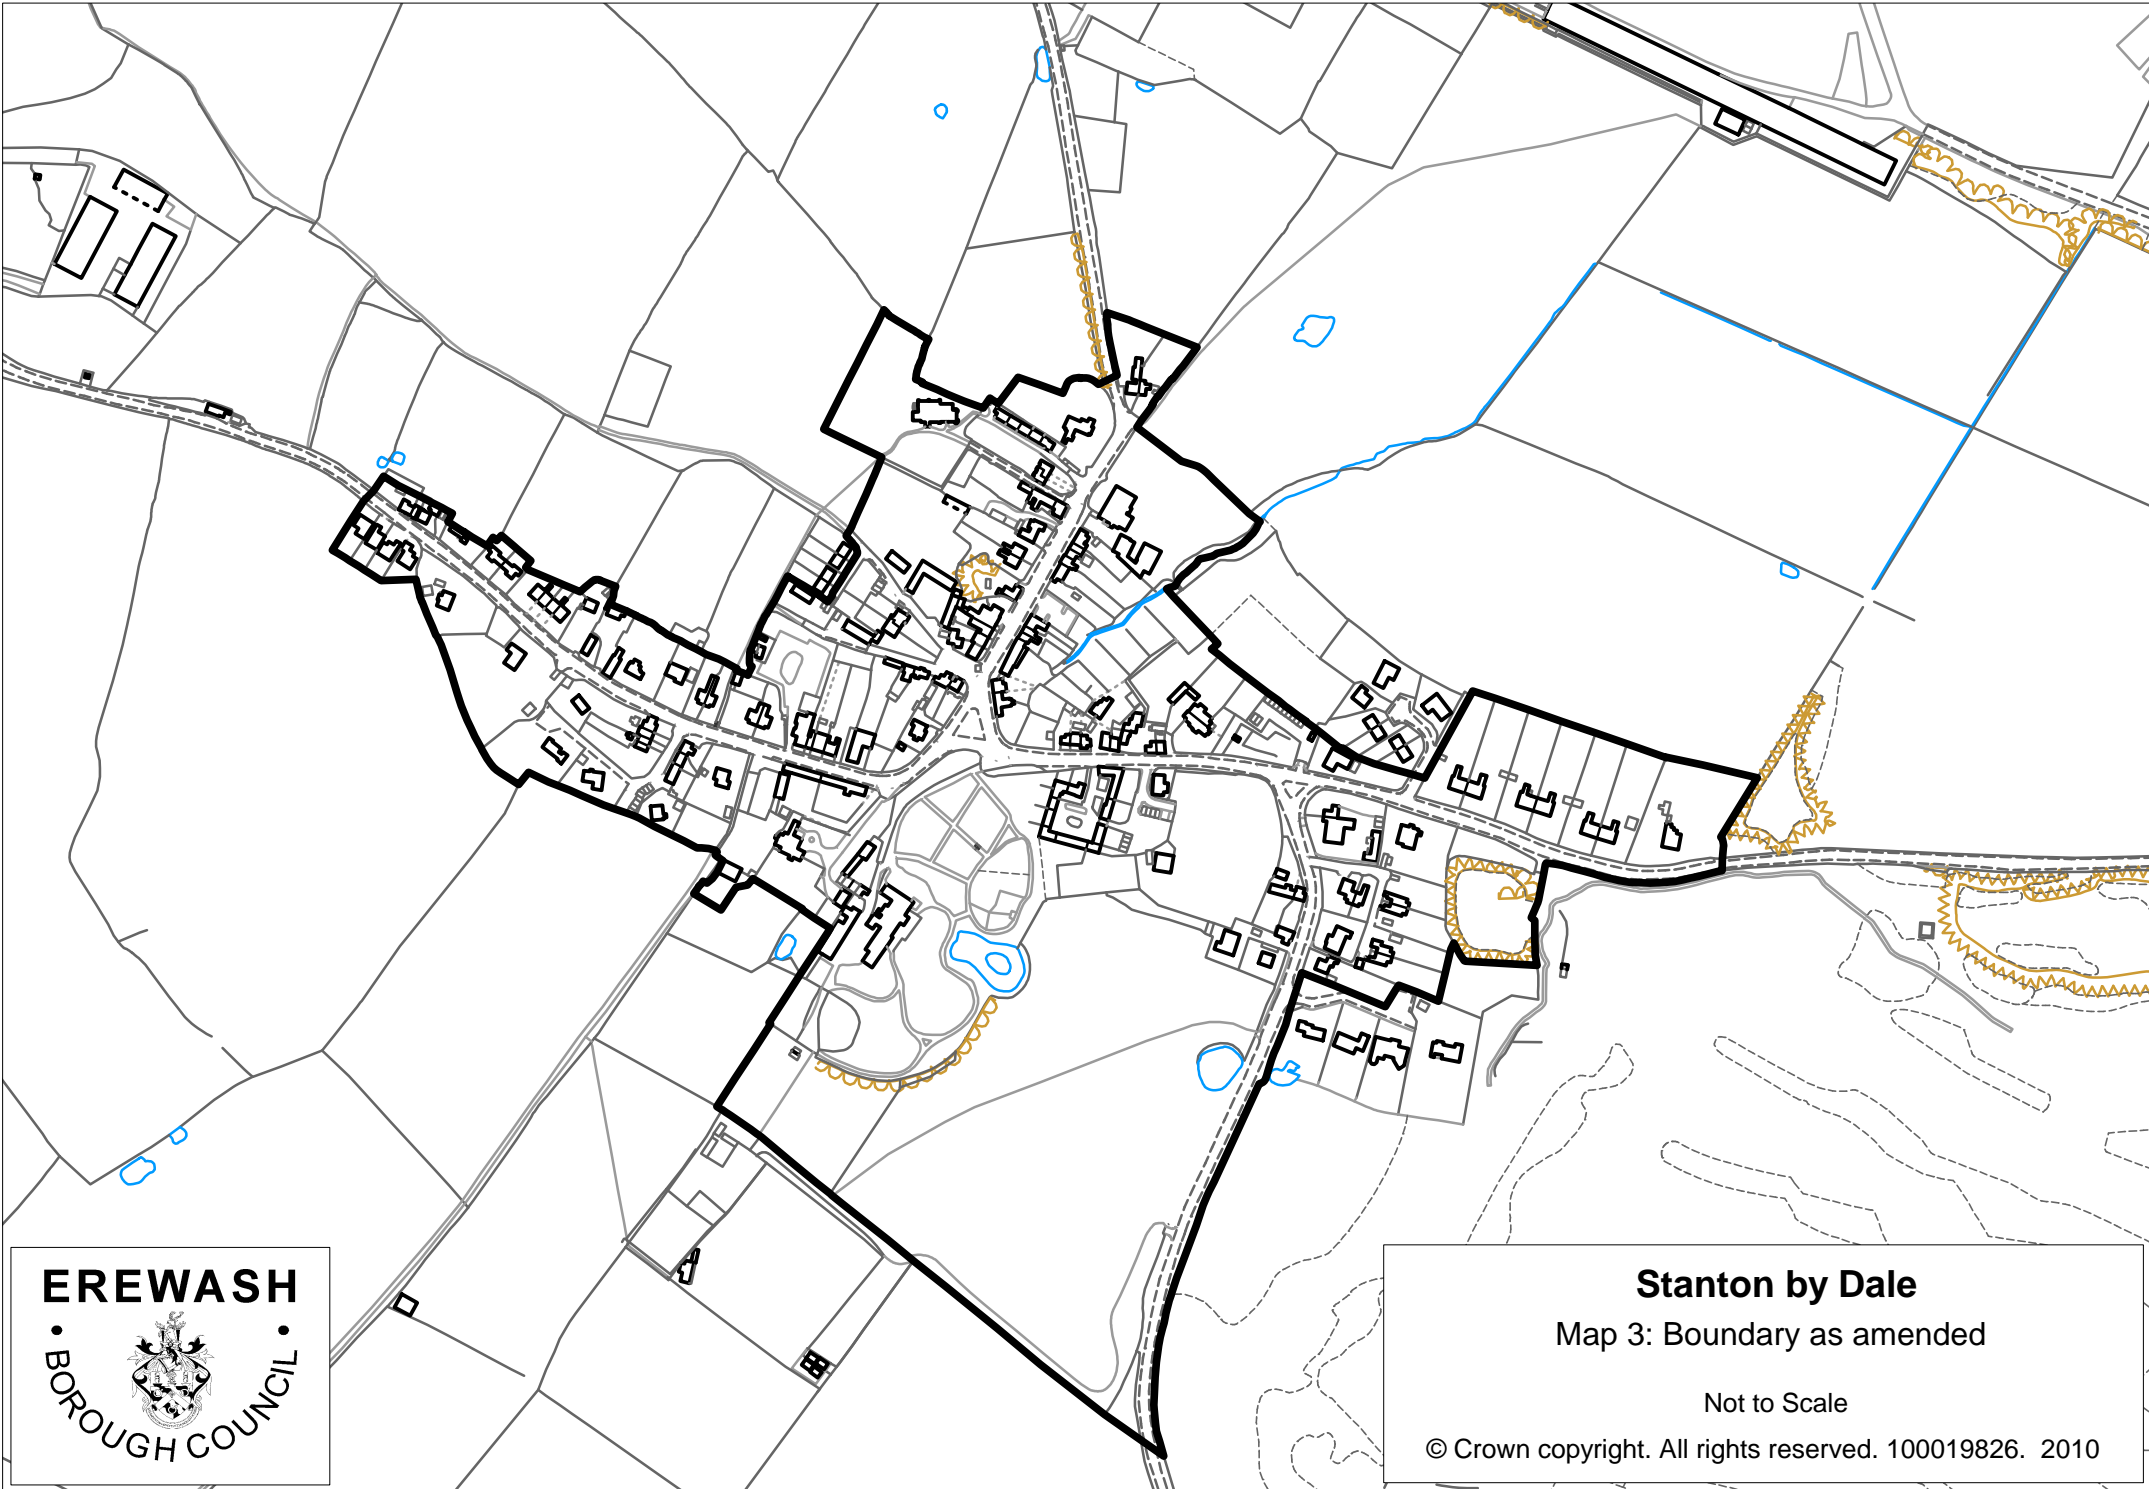 EREWASH
• BOROUGH COUNCIL •
Stanton by Dale
Map 3: Boundary as amended
Not to Scale
© Crown copyright. All rights reserved. 100019826. 2010